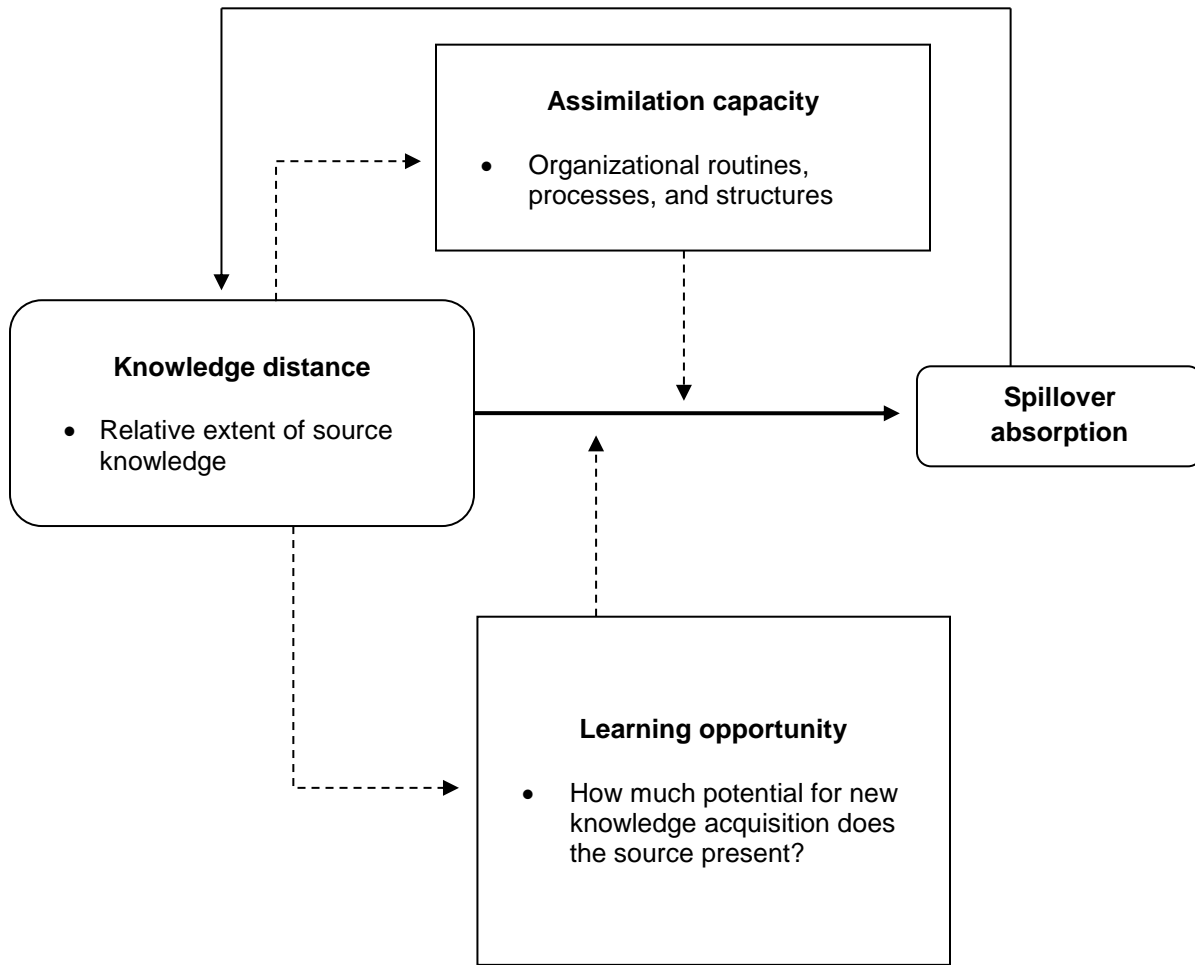 Assimilation capacity
• Organizational routines,
processes, and structures
Knowledge distance
• Relative extent of source
knowledge
Spillover
absorption
Learning opportunity
• How much potential for new
knowledge acquisition does
the source present?